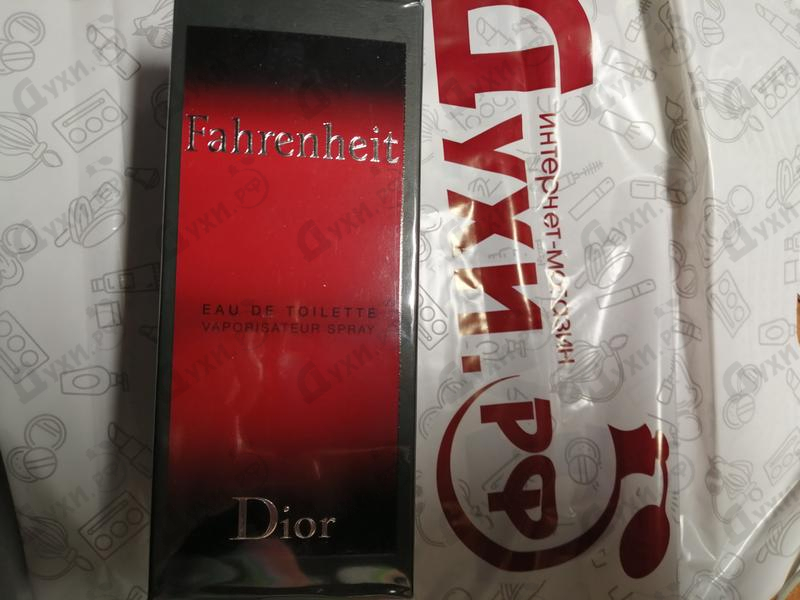 Fahrenheit
EAU DE TOILETTE
VAPORISATEUR SPRAY
Dior
Духи.рф
интернет-магазин